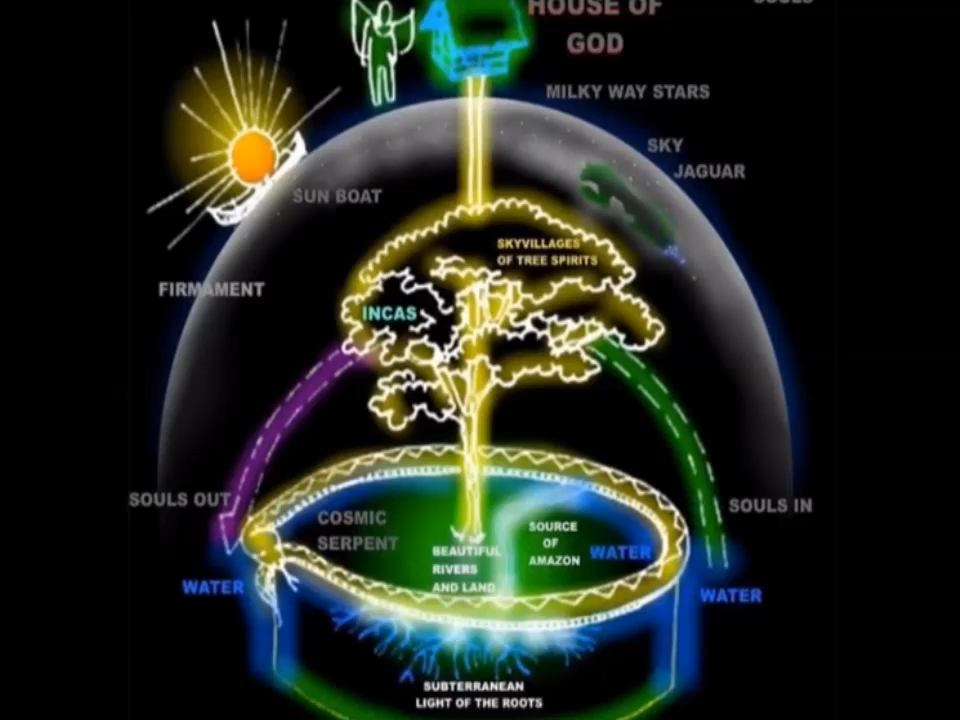 SOULS
HOUSE OF
GOD
MILKY WAY STARS
SKY
JAGUAR
SUN BOAT
SKYVILLAGES
OF TREE SPIRITS
FIRMAMENT
INCAS
SOULS OUT
SOULS IN
COSMIC
SERPENT
SOURCE
OF
AMAZON
WATER
BEAUTIFUL
RIVERS
AND LAND
WATER
WATER
SUBTERRANEAN
LIGHT OF THE ROOTS